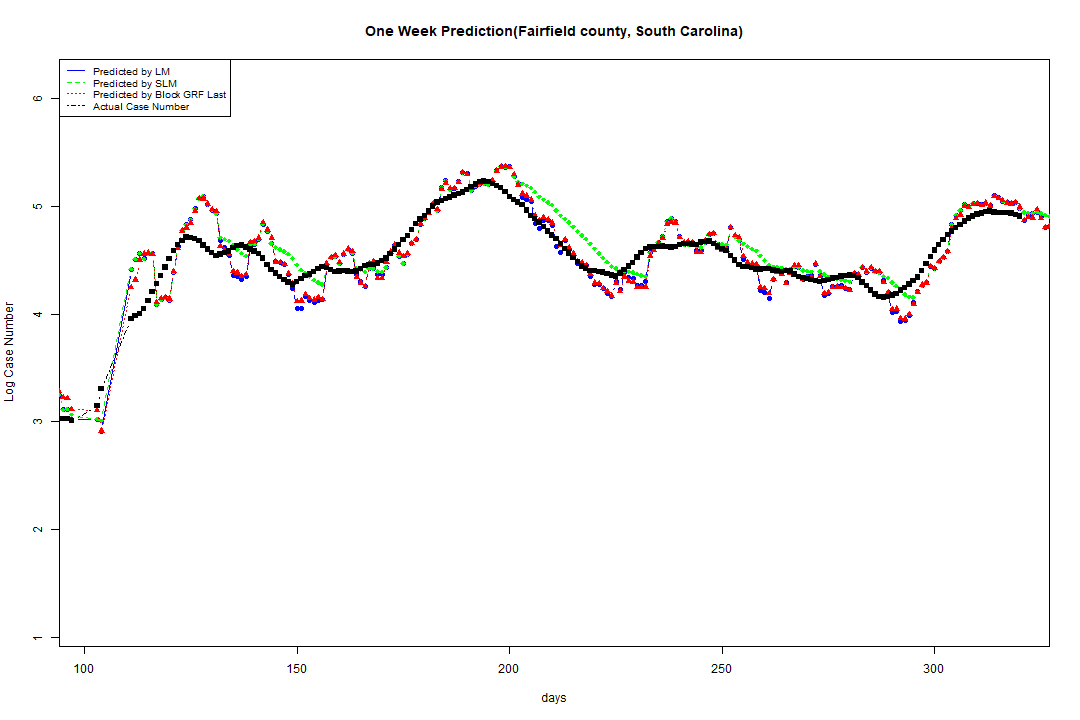 One Week Prediction(Fairfield county, South Carolina)
Predicted by LM
Predicted by SLM
Predicted by Block GRF Last
Actual Case Number
6
5
4
3
2
1
Log Case Number
100 150 200 250 300
days